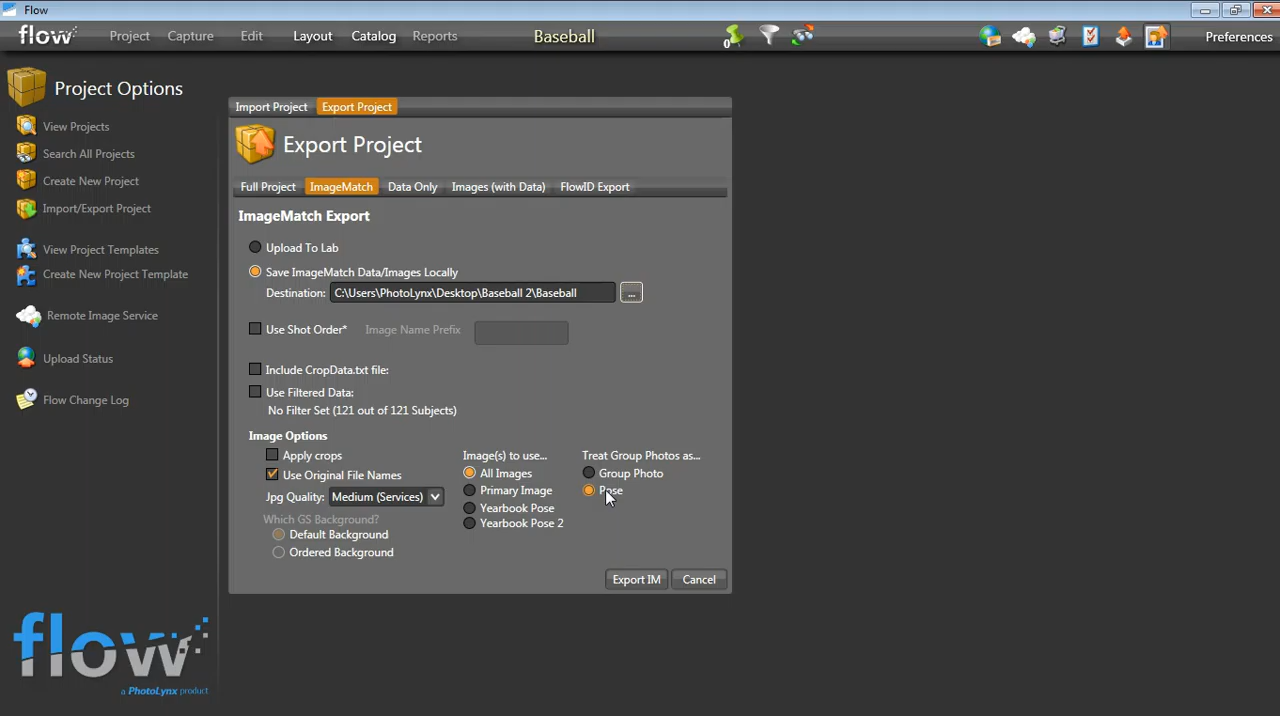 Flow
flow Project Capture Edit Layout Catalog Reports Baseball 0 Preferences
Project Options
View Projects
Search All Projects
Create New Project
Import/Export Project
View Project Templates
Create New Project Template
Remote Image Service
Upload Status
Flow Change Log
Import Project Export Project
Export Project
Full Project ImageMatch Data Only Images (with Data) FlowID Export
ImageMatch Export
Upload To Lab
Save ImageMatch Data/Images Locally
Destination: C:\Users\PhotoLynx\Desktop\Baseball 2\Baseball ...
Use Shot Order* Image Name Prefix
Include CropData.txt file:
Use Filtered Data:
No Filter Set (121 out of 121 Subjects)
Image Options
Apply crops
Use Original File Names
Jpg Quality: Medium (Services)
Which GS Background?
Default Background
Ordered Background
Image(s) to use...
All Images
Primary Image
Yearbook Pose
Yearbook Pose 2
Treat Group Photos as...
Group Photo
Pose
Export IM Cancel
flow
a PhotoLynx product